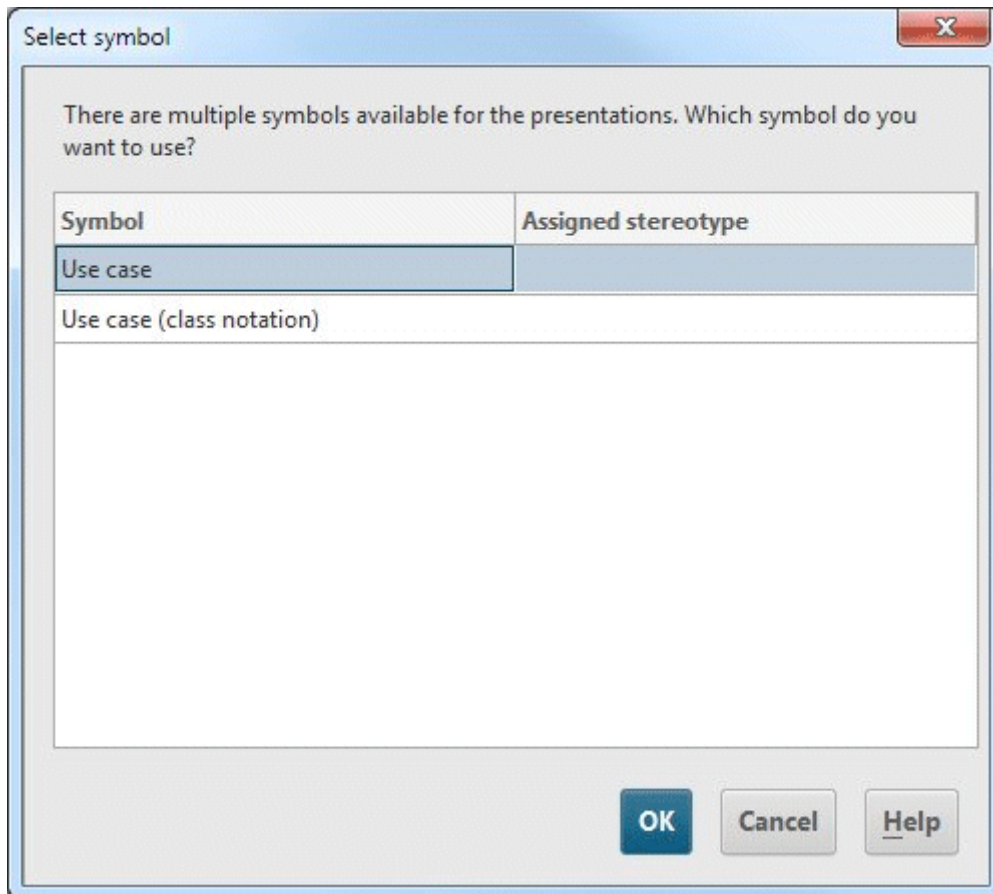 Select symbol
There are multiple symbols available for the presentations. Which symbol do you
want to use?
Symbol Assigned stereotype
Use case
Use case (class notation)
OK Cancel Help